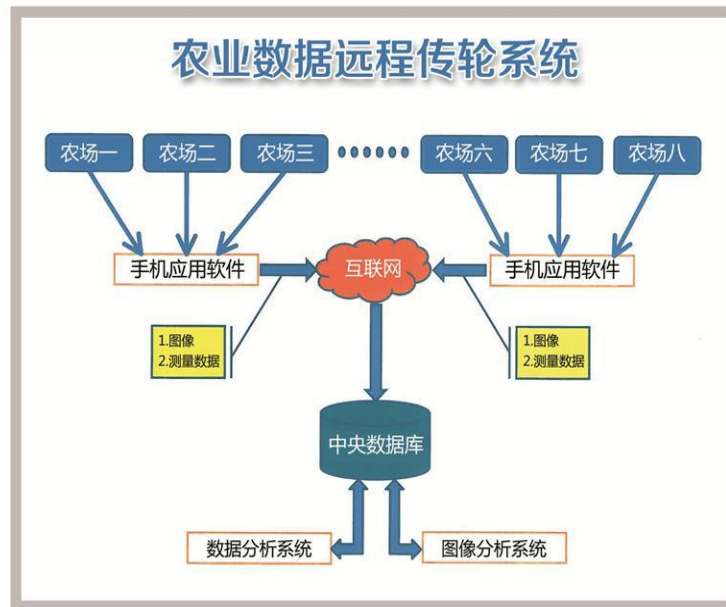 农业数据远程传轮系统
农场一
农场二
农场三
农场六
农场七
农场八
手机应用软件
互联网
手机应用软件
1.图像
2.测量数据
1.图像
2.测量数据
中央数据库
数据分析系统
图像分析系统